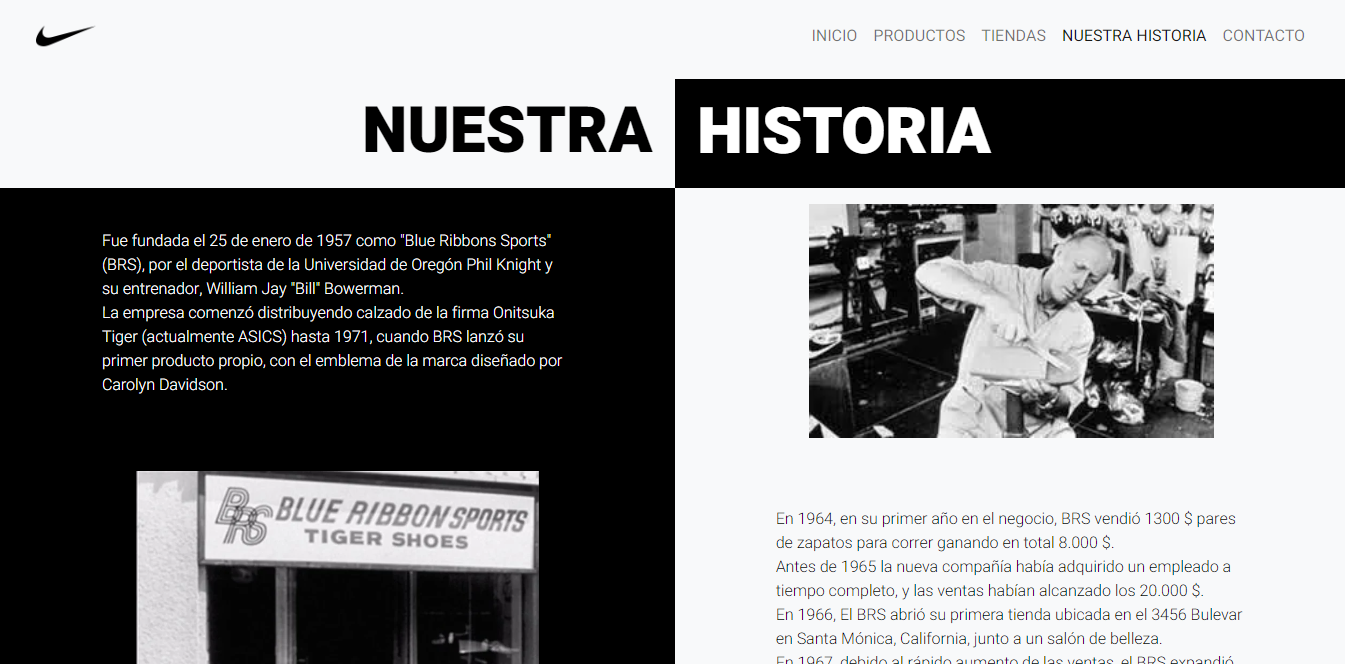 INICIO PRODUCTOS TIENDAS NUESTRA HISTORIA CONTACTO
NUESTRA HISTORIA
Fue fundada el 25 de enero de 1957 como "Blue Ribbons Sports"
(BRS), por el deportista de la Universidad de Oregón Phil Knight y
su entrenador, William Jay "Bill" Bowerman.
La empresa comenzó distribuyendo calzado de la firma Onitsuka
Tiger (actualmente ASICS) hasta 1971, cuando BRS lanzó su
primer producto propio, con el emblema de la marca diseñado por
Carolyn Davidson.
BRS BLUE RIBBON SPORTS
TIGER SHOES
En 1964, en su primer año en el negocio, BRS vendió 1300 $ pares
de zapatos para correr ganando en total 8.000 $.
Antes de 1965 la nueva compañía había adquirido un empleado a
tiempo completo, y las ventas habían alcanzado los 20.000 $.
En 1966, El BRS abrió su primera tienda ubicada en el 3456 Bulevar
en Santa Mónica, California, junto a un salón de belleza.
En 1967, debido al rápido aumento de las ventas, el BRS expandió